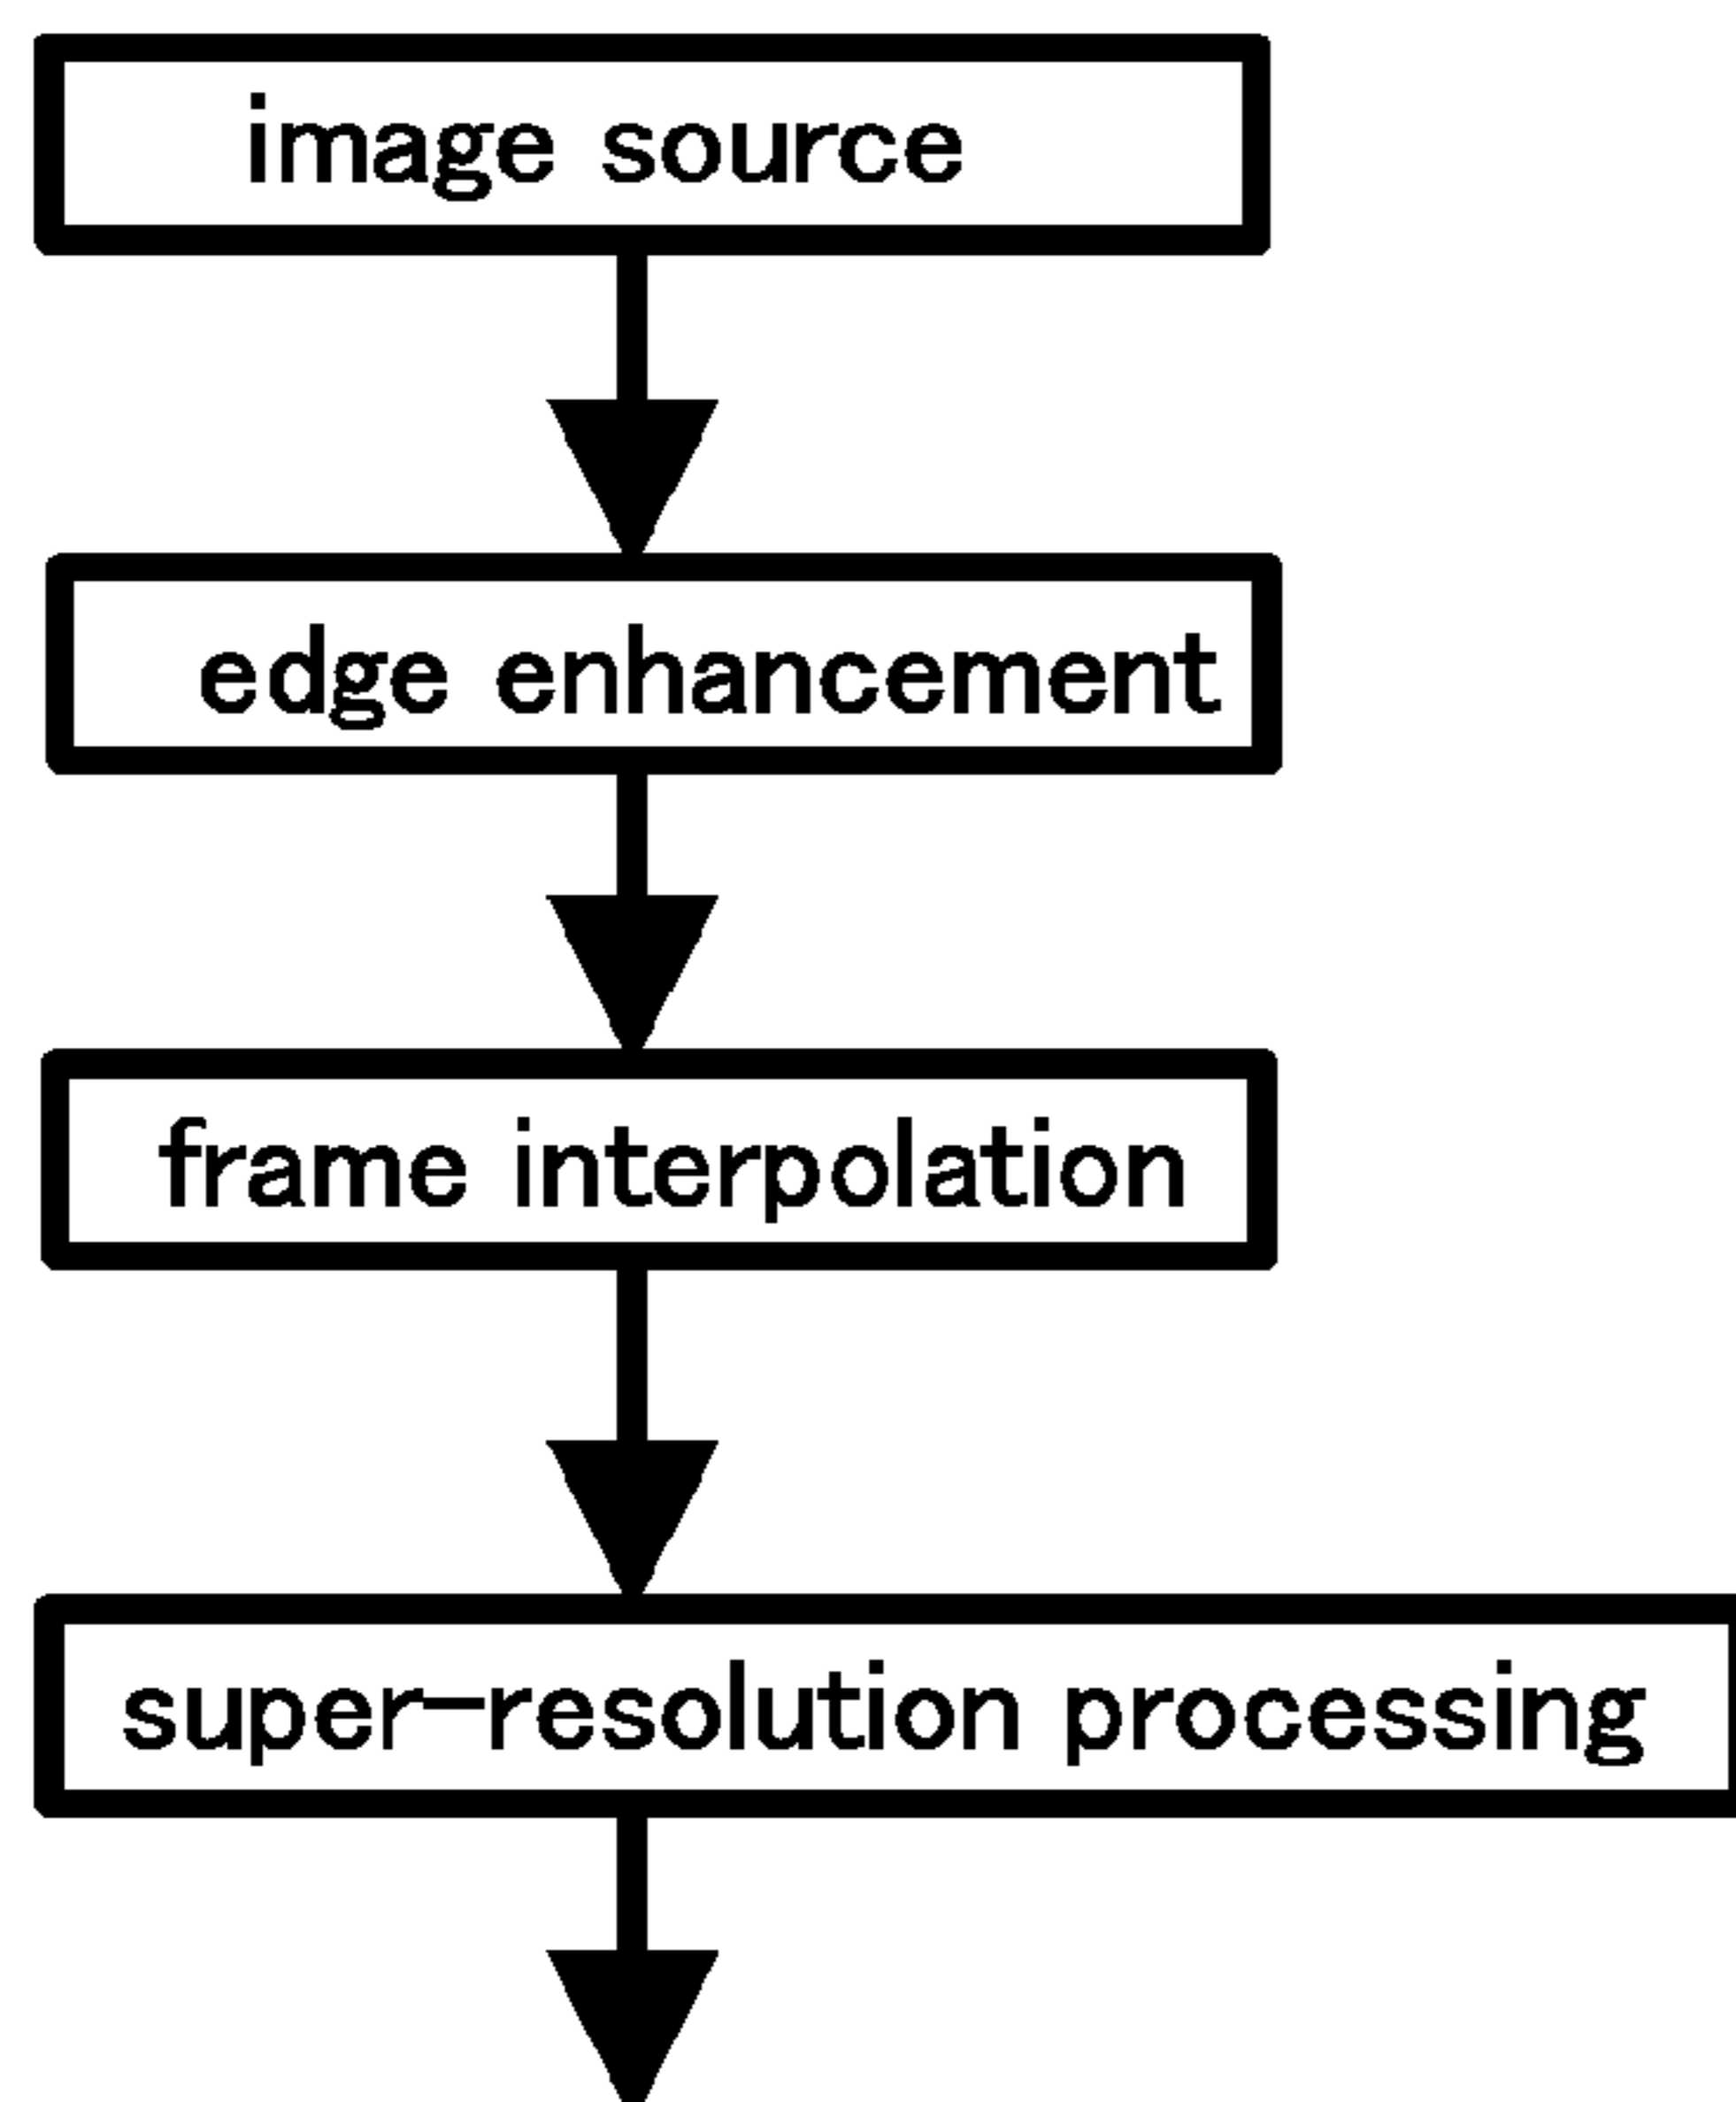 image source
edge enhancement
frame interpolation
super-resolution processing